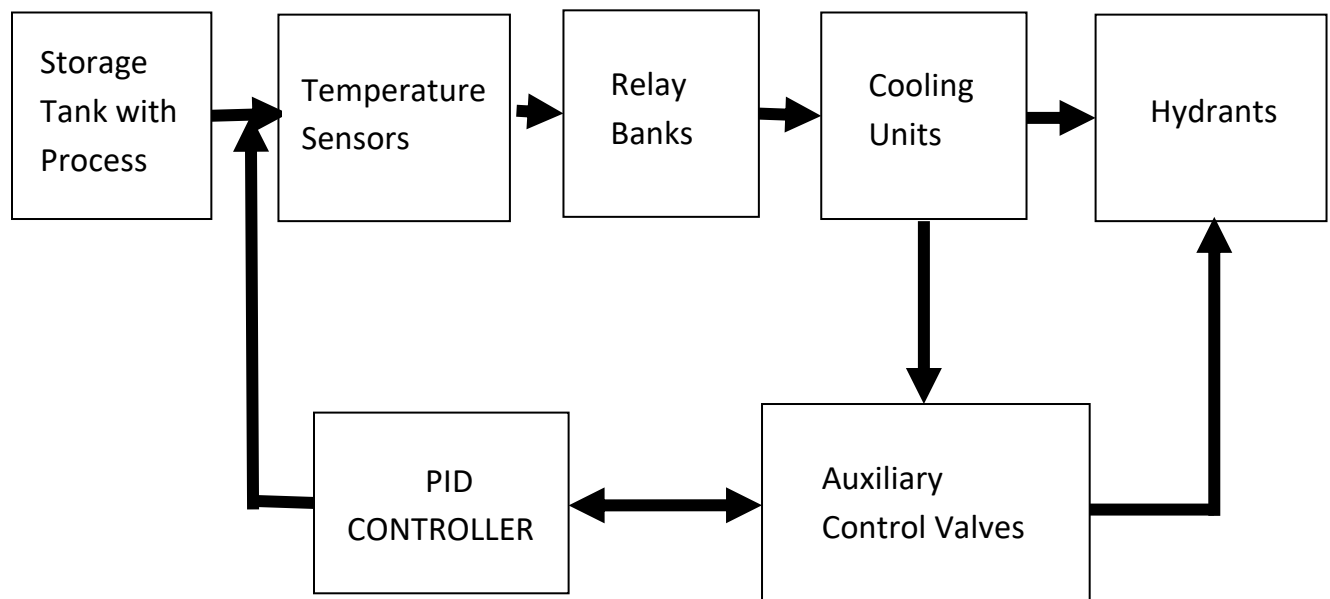 Storage
Tank with
Process
Temperature
Sensors
Relay
Banks
Cooling
Units
Hydrants
PID
CONTROLLER
Auxiliary
Control Valves